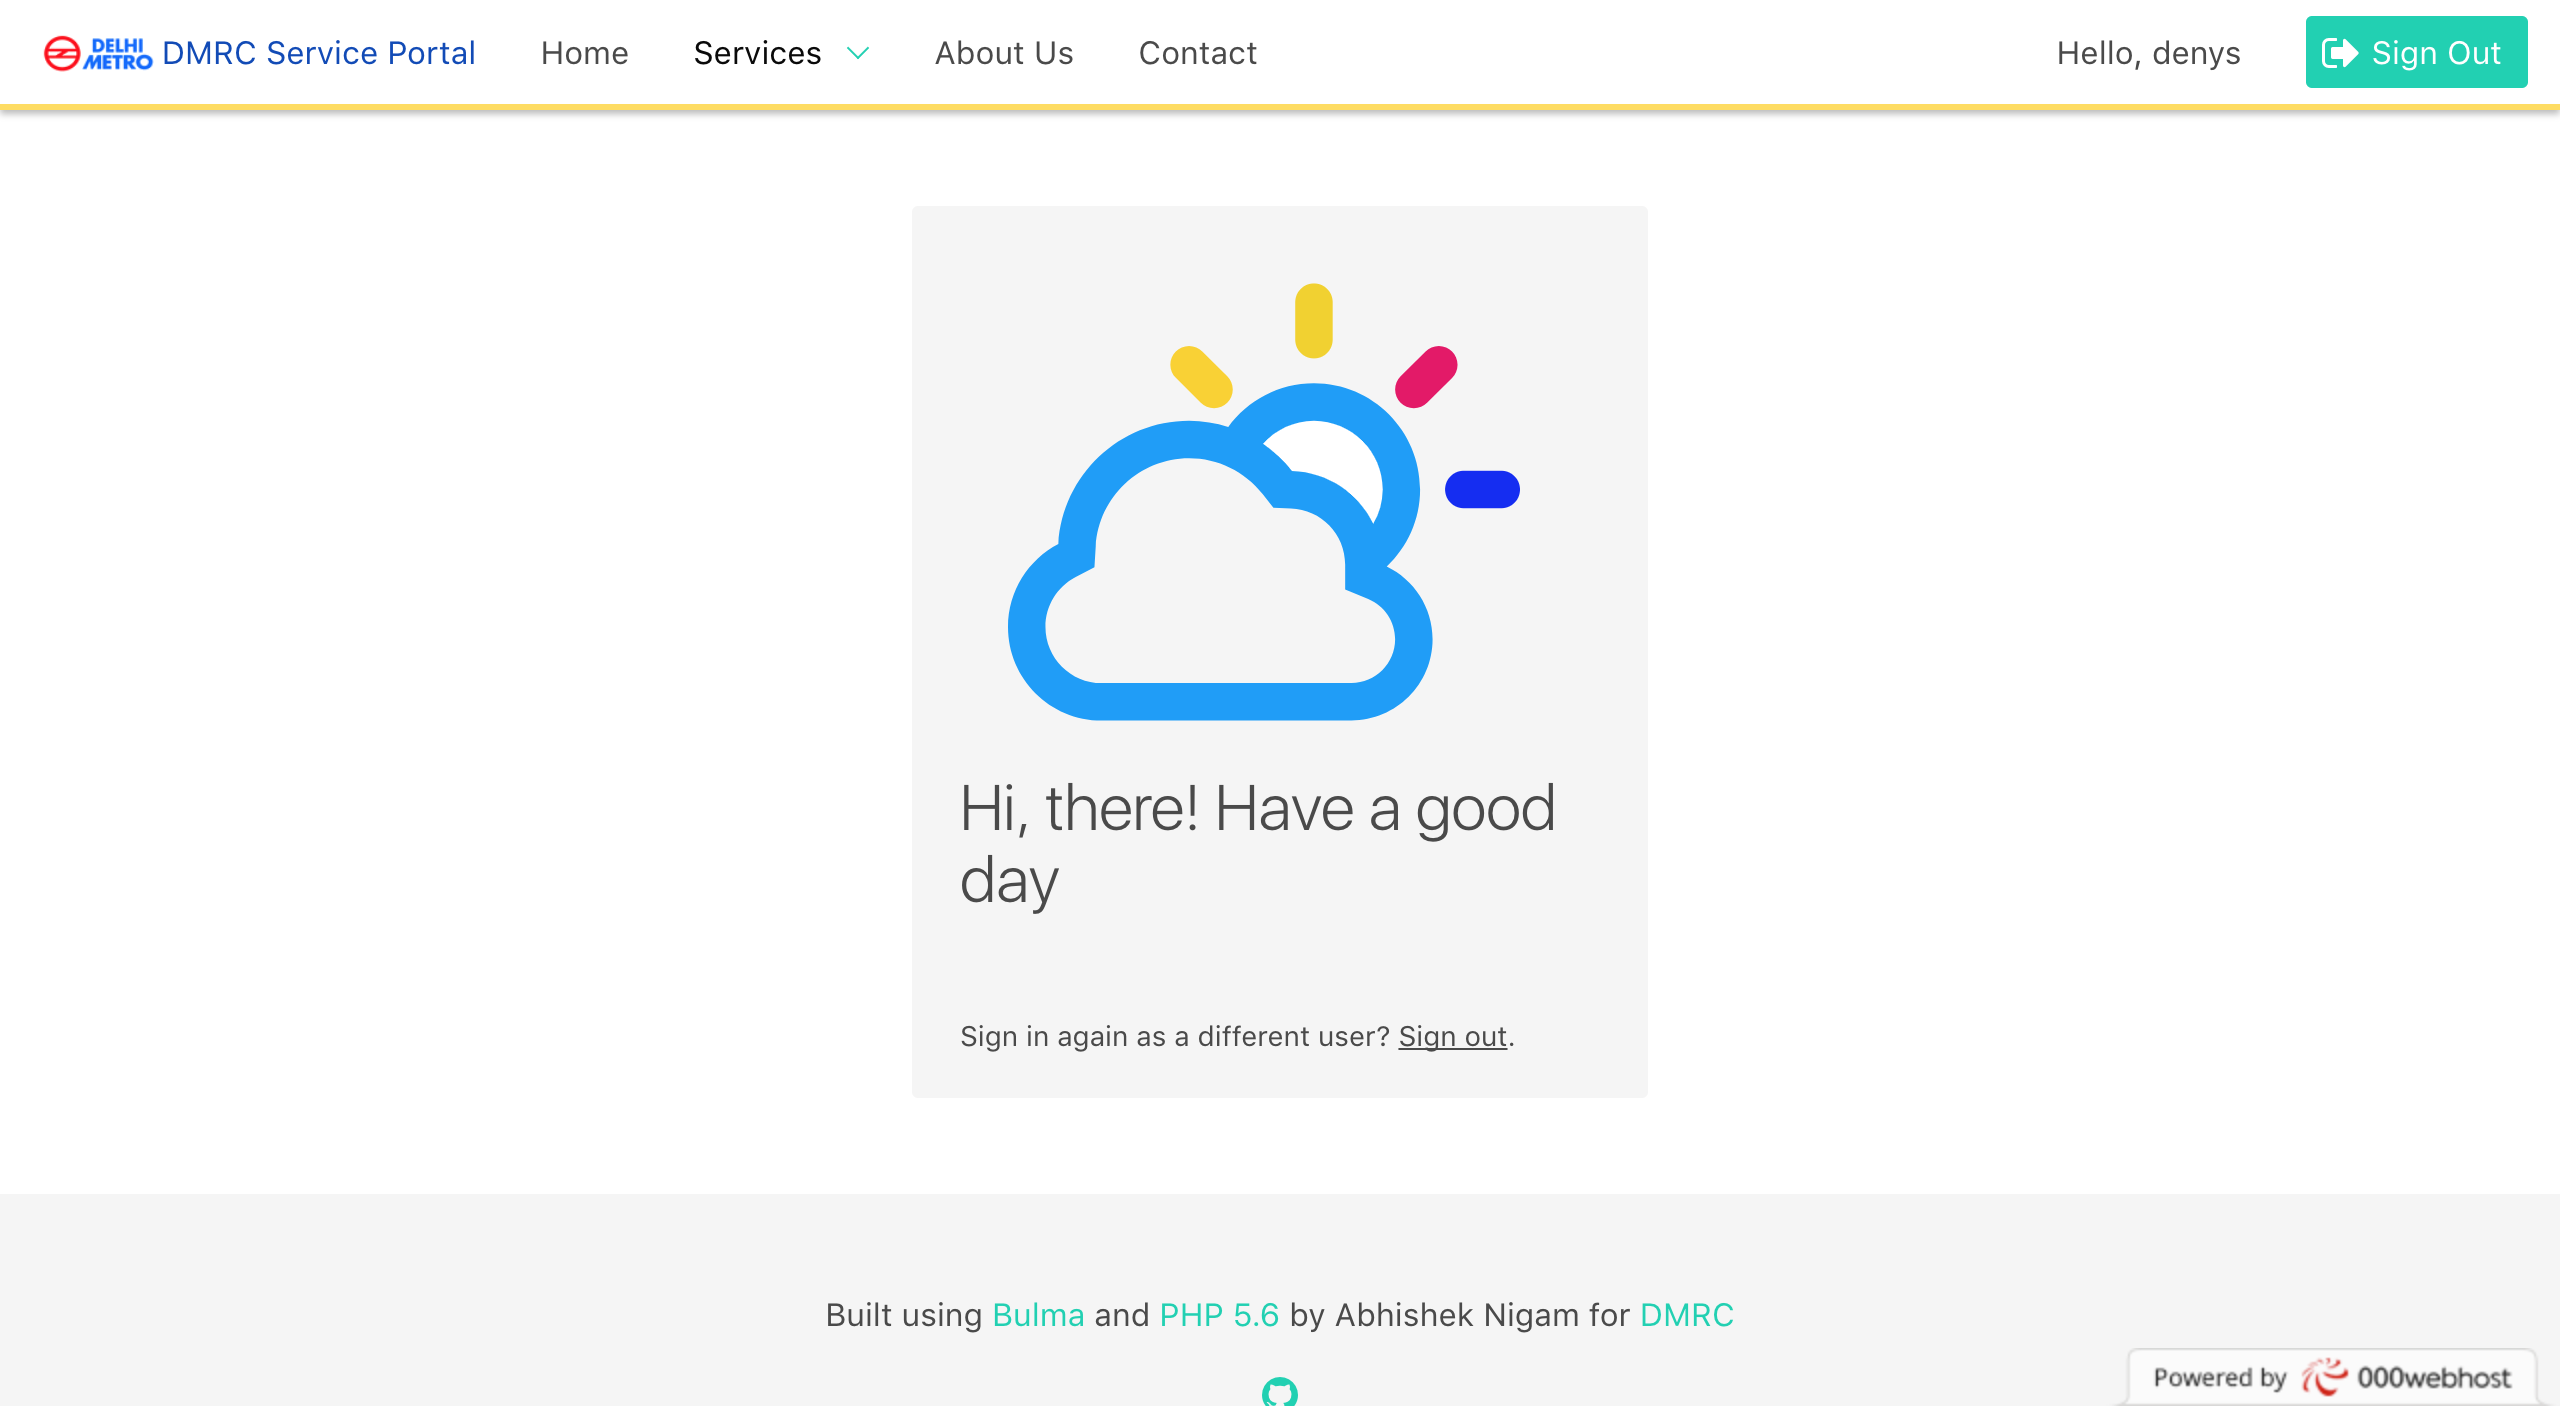 DELHI METRO DMRC Service Portal Home Services About Us Contact Hello, denys Sign Out
Hi, there! Have a good
day
Sign in again as a different user? Sign out.
Built using Bulma and PHP 5.6 by Abhishek Nigam for DMRC
Powered by 000webhost